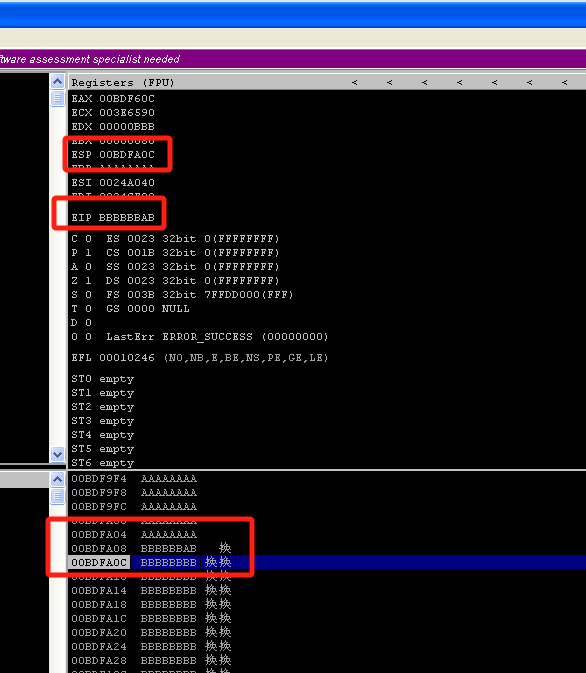 ftware assessment specialist needed
Registers (FPU) < < < < < < <
EAX 00BDF60C
ECX 003E6590
EDX 00000BBB
EBX 00000080
ESP 00BDFA0C
EBP AAAAAAAA
ESI 0024A040
EIP BBBBBBAB
C 0 ES 0023 32bit 0(FFFFFFFF)
P 1 CS 001B 32bit 0(FFFFFFFF)
A 0 SS 0023 32bit 0(FFFFFFFF)
Z 1 DS 0023 32bit 0(FFFFFFFF)
S 0 FS 003B 32bit 7FFDD000(FFF)
T 0 GS 0000 NULL
D 0
O 0 LastErr ERROR_SUCCESS (00000000)
EFL 00010246 (NO,NB,E,BE,NS,PE,GE,LE)
ST0 empty
ST1 empty
ST2 empty
ST3 empty
ST4 empty
ST5 empty
ST6 empty
00BDF9F4 AAAAAAAA
00BDF9F8 AAAAAAAA
00BDF9FC AAAAAAAA
00BDFA00 AAAAAAAA
00BDFA04 AAAAAAAA
00BDFA08 BBBBBBAB 换
00BDFA0C BBBBBBBB 换换
00BDFA10 BBBBBBBB 换换
00BDFA14 BBBBBBBB 换换
00BDFA18 BBBBBBBB 换换
00BDFA1C BBBBBBBB 换换
00BDFA20 BBBBBBBB 换换
00BDFA24 BBBBBBBB 换换
00BDFA28 BBBBBBBB 换换